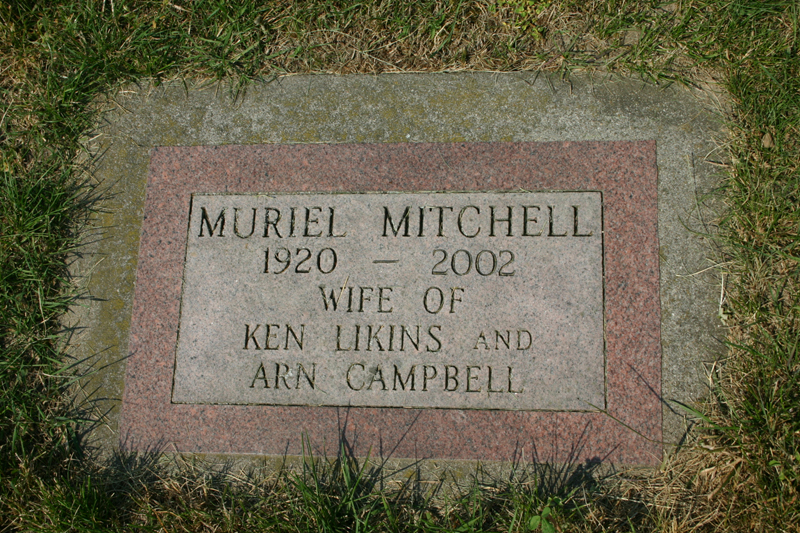 MURIEL MITCHELL
1920 – 2002
WIFE OF
KEN LIKINS AND
ARN CAMPBELL